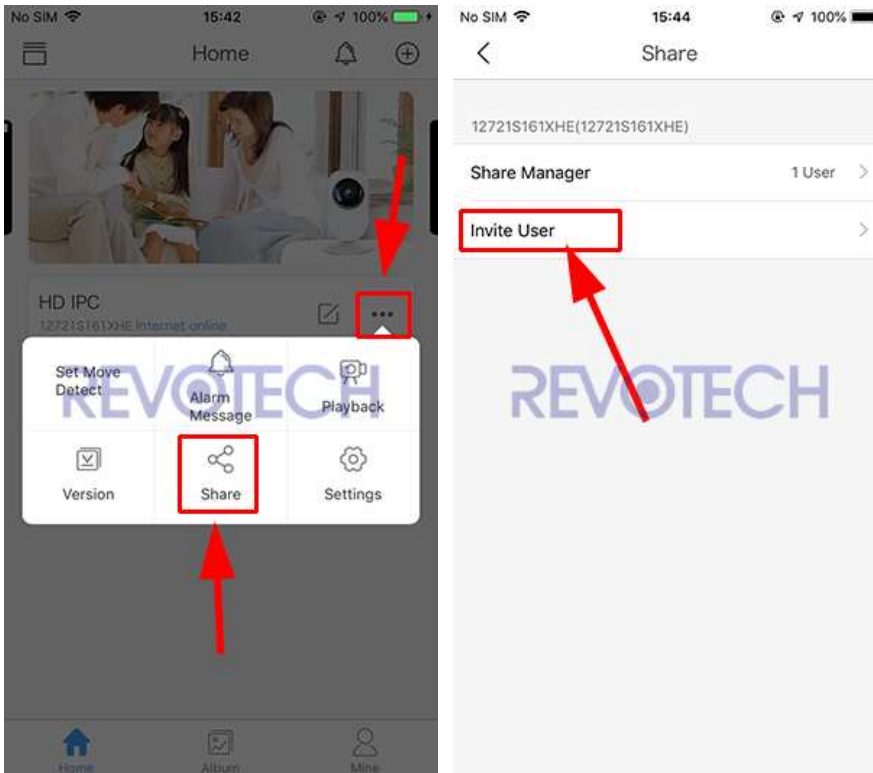 No SIM 15:42 100%
Home
HD IPC
12721S161XHE Internet online
Set Move
Detect
Alarm
Message
Playback
REVOTECH
Version
Share
Settings
Home
Album
Mine
No SIM 15:44 100%
Share
12721S161XHE(12721S161XHE)
Share Manager 1 User
Invite User
REVOTECH